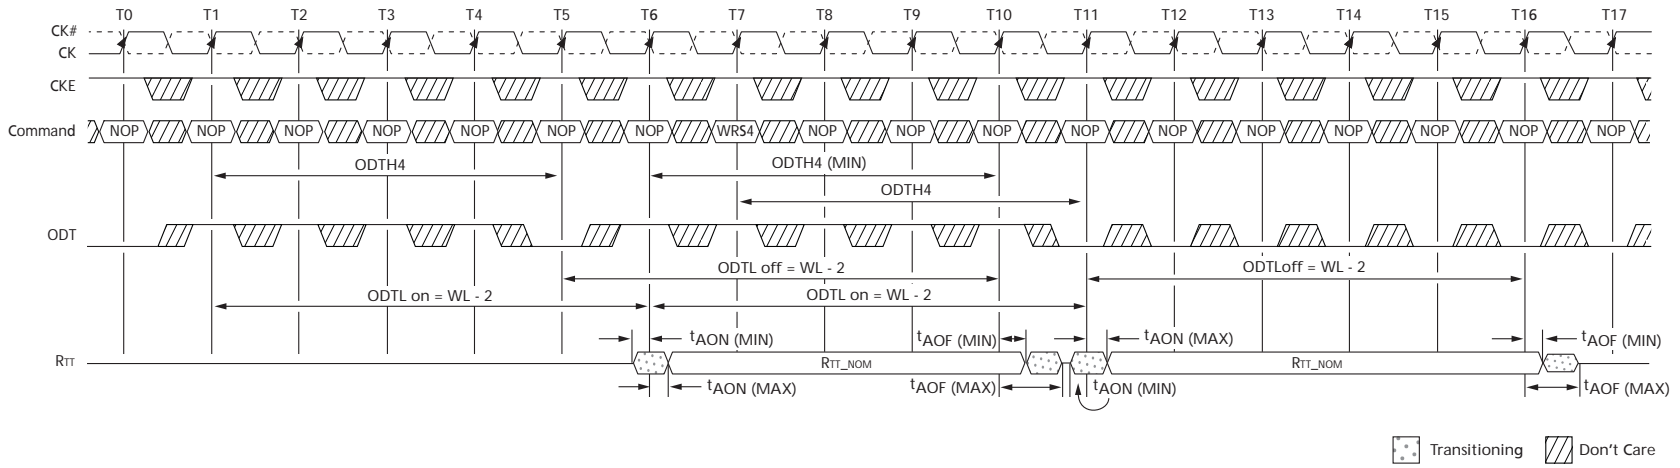 T0 T1 T2 T3 T4 T5 T6 T7 T8 T9 T10 T11 T12 T13 T14 T15 T16 T17
CK#
CK
CKE
Command NOP NOP NOP NOP NOP NOP NOP WRS4 NOP NOP NOP NOP NOP NOP NOP NOP NOP NOP
ODTH4 ODTH4 (MIN)
ODTH4
ODT
ODTL off = WL - 2 ODTLoff = WL - 2
ODTL on = WL - 2 ODTL on = WL - 2
tAON (MIN) tAOF (MIN) tAON (MAX) tAOF (MIN)
RTT RTT_NOM RTT_NOM
tAON (MAX) tAOF (MAX) tAON (MIN) tAOF (MAX)
Transitioning Don't Care